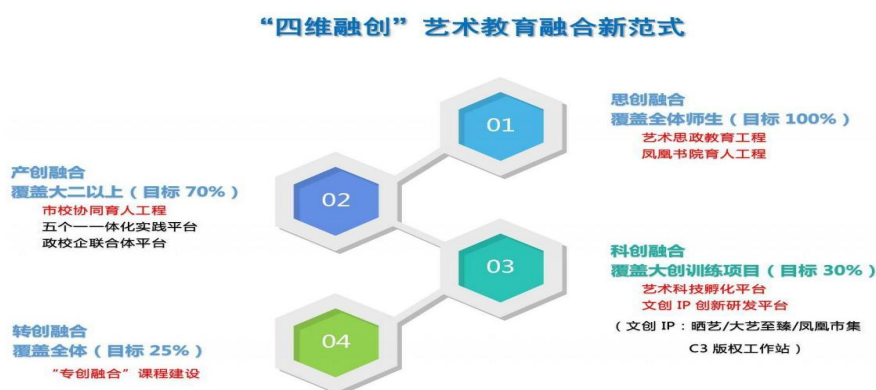 “四维融创”艺术教育融合新范式
01
思创融合
覆盖全体师生（目标 100%）
艺术思政教育工程
凤凰书院育人工程
02
产创融合
覆盖大二以上（目标 70%）
市校协同育人工程
五个一一体化实践平台
政校企联合体平台
03
科创融合
覆盖大创训练项目（目标 30%）
艺术科技孵化平台
文创 IP 创新研发平台
（文创 IP：晒艺/大艺至臻/凤凰市集
C3 版权工作站）
04
转创融合
覆盖全体（目标 25%）
“专创融合”课程建设